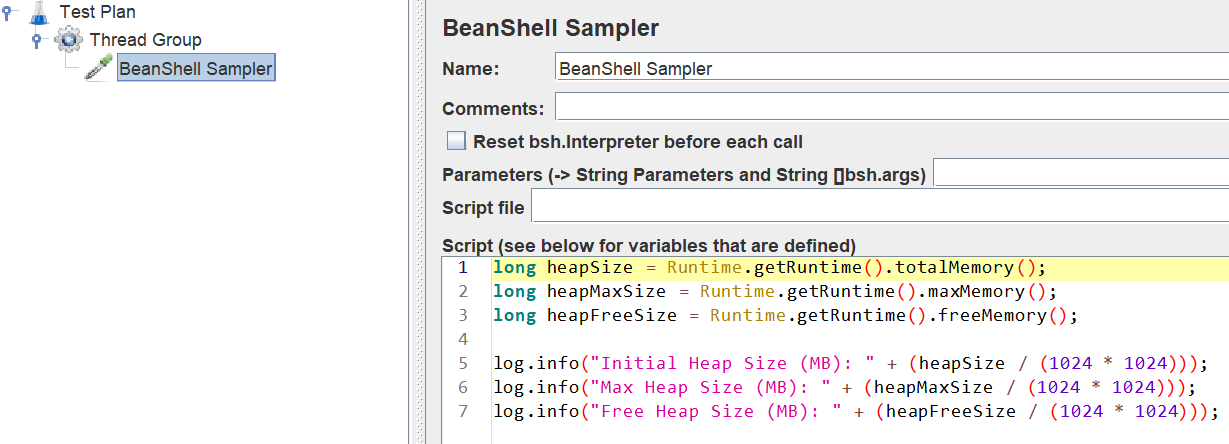 Test Plan
Thread Group
BeanShell Sampler
BeanShell Sampler
Name: BeanShell Sampler
Comments:
Reset bsh.Interpreter before each call
Parameters (-> String Parameters and String []bsh.args)
Script file
Script (see below for variables that are defined)
1 long heapSize = Runtime.getRuntime().totalMemory();
2 long heapMaxSize = Runtime.getRuntime().maxMemory();
3 long heapFreeSize = Runtime.getRuntime().freeMemory();
4
5 log.info("Initial Heap Size (MB): " + (heapSize / (1024 * 1024)));
6 log.info("Max Heap Size (MB): " + (heapMaxSize / (1024 * 1024)));
7 log.info("Free Heap Size (MB): " + (heapFreeSize / (1024 * 1024)));